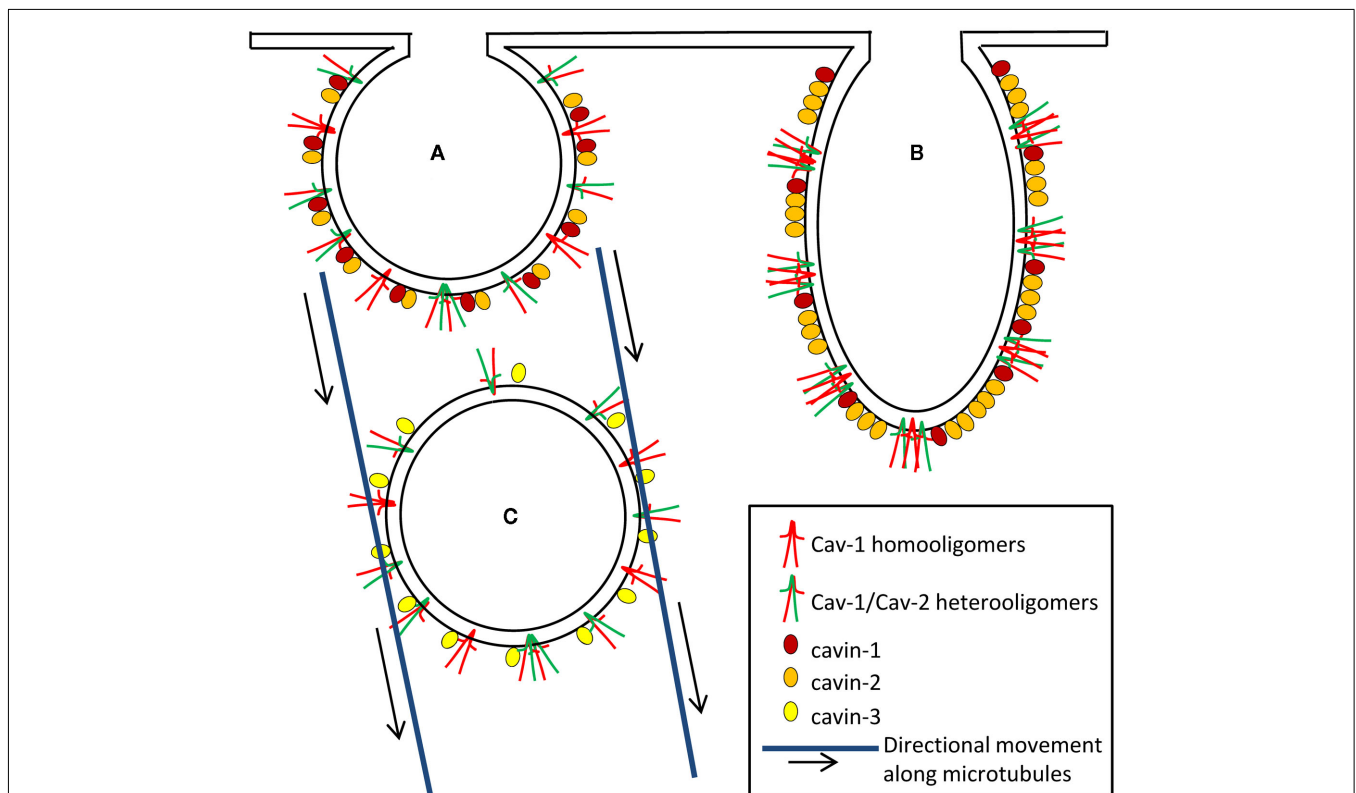 A
B
C
Cav-1 homooligomers
Cav-1/Cav-2 heterooligomers
cavin-1
cavin-2
cavin-3
Directional movement
along microtubules